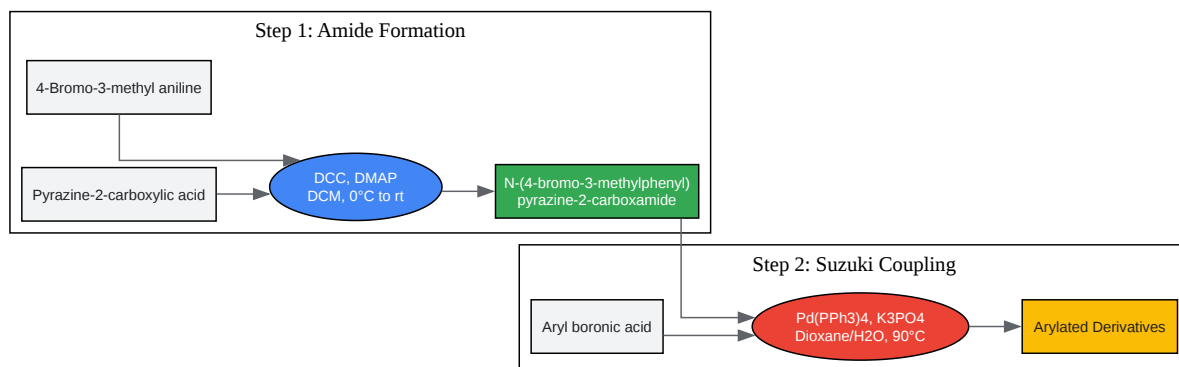 Step 1: Amide Formation
4-Bromo-3-methyl aniline
Pyrazine-2-carboxylic acid
DCC, DMAP
DCM, 0°C to rt
N-(4-bromo-3-methylphenyl)
pyrazine-2-carboxamide
Step 2: Suzuki Coupling
Aryl boronic acid
Pd(PPh3)4, K3PO4
Dioxane/H2O, 90°C
Arylated Derivatives